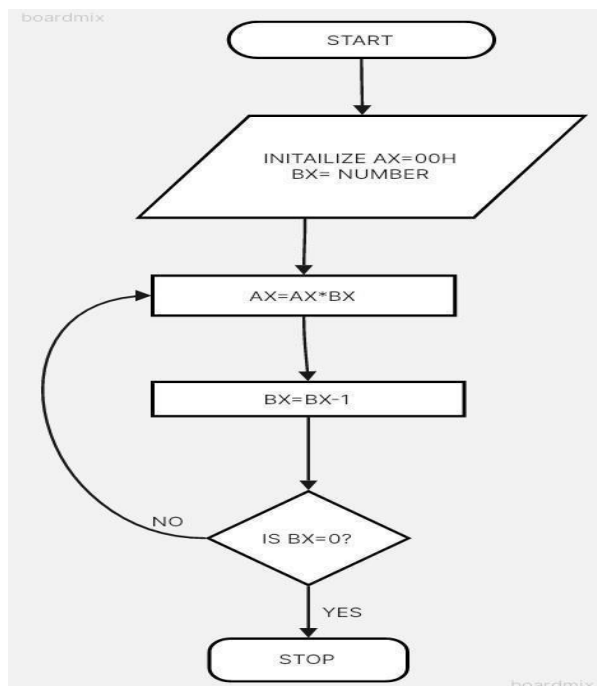 boardmix
START
INITAILIZE AX=00H
BX= NUMBER
AX=AX*BX
BX=BX-1
NO
IS BX=0?
YES
STOP
boardmix